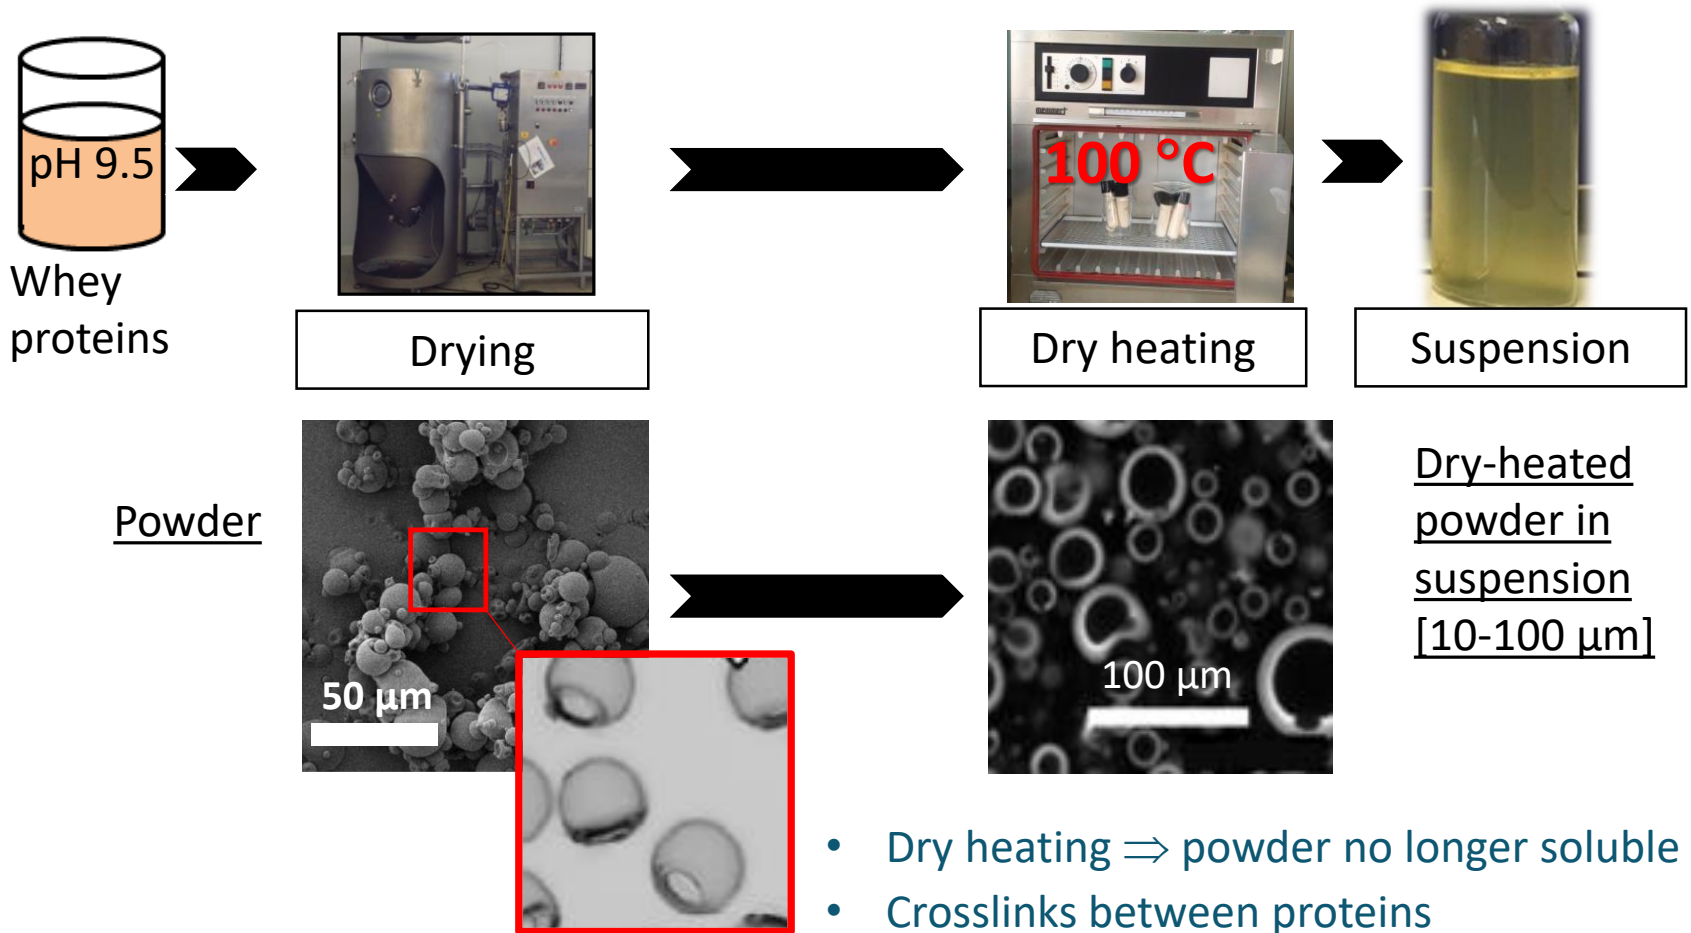 pH 9.5
Whey
proteins
Drying
100 °C
memmert
Dry heating
Suspension
Powder
50 µm
100 µm
Dry-heated
powder in
suspension
[10-100 µm]
• Dry heating ⇒ powder no longer soluble
• Crosslinks between proteins